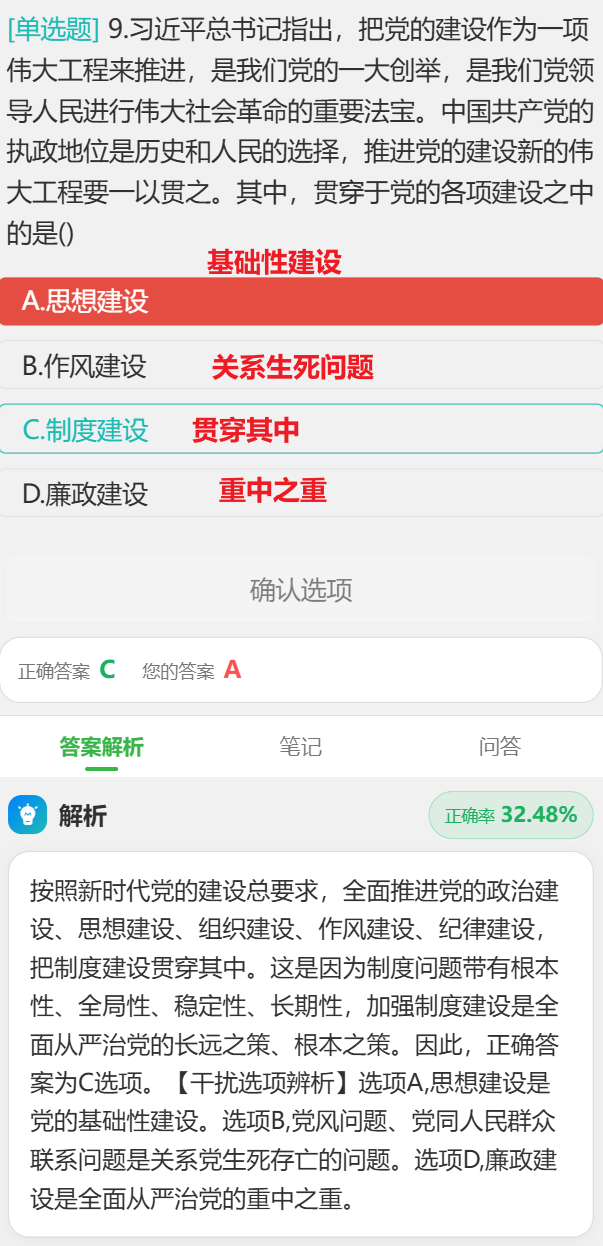 [单选题] 9.习近平总书记指出，把党的建设作为一项
伟大工程来推进，是我们党的一大创举，是我们党领
导人民进行伟大社会革命的重要法宝。中国共产党的
执政地位是历史和人民的选择，推进党的建设新的伟
大工程要一以贯之。其中，贯穿于党的各项建设之中
的是()
基础性建设
A.思想建设
B.作风建设 关系生死问题
C.制度建设 贯穿其中
D.廉政建设 重中之重
确认选项
正确答案 C 您的答案 A
答案解析 笔记 问答
解析 正确率 32.48%
按照新时代党的建设总要求，全面推进党的政治建
设、思想建设、组织建设、作风建设、纪律建设，
把制度建设贯穿其中。这是因为制度问题带有根本
性、全局性、稳定性、长期性，加强制度建设是全
面从严治党的长远之策、根本之策。因此，正确答
案为C选项。【干扰选项辨析】选项A,思想建设是
党的基础性建设。选项B,党风问题、党同人民群众
联系问题是关系党生死存亡的问题。选项D,廉政建
设是全面从严治党的重中之重。